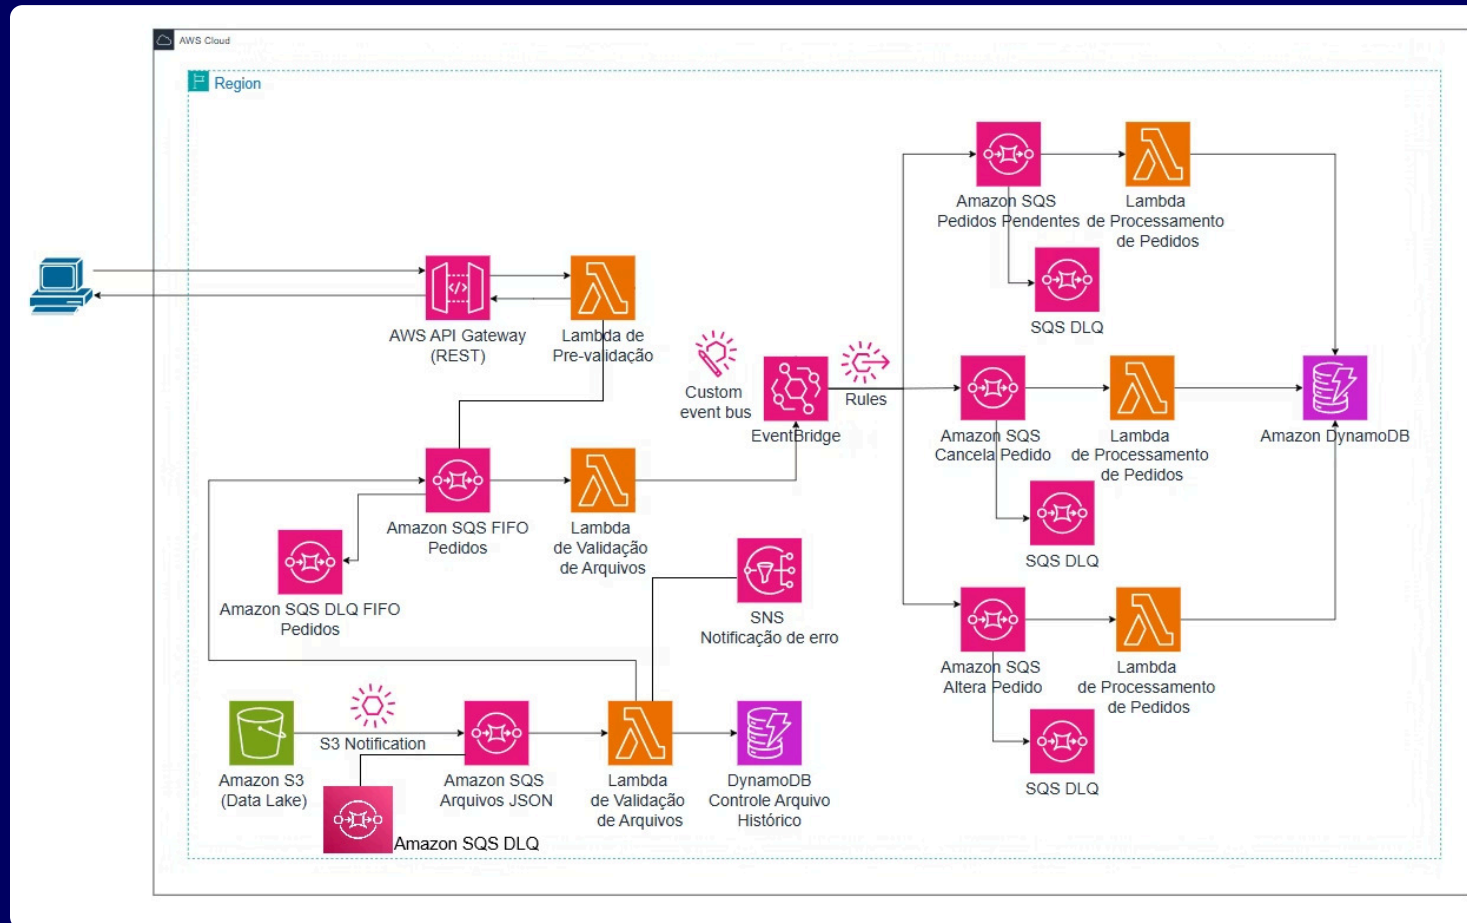 AWS Cloud
Region
Amazon SQS
Pedidos Pendentes
Lambda
de Processamento
de Pedidos
SQS DLQ
AWS API Gateway
(REST)
Lambda de
Pre-validação
Custom
event bus
EventBridge
Rules
Amazon SQS
Cancela Pedido
Lambda
de Processamento
de Pedidos
Amazon DynamoDB
SQS DLQ
Amazon SQS FIFO
Pedidos
Lambda
de Validação
de Arquivos
Amazon SQS DLQ FIFO
Pedidos
SNS
Notificação de erro
Amazon SQS
Altera Pedido
Lambda
de Processamento
de Pedidos
SQS DLQ
S3 Notification
Amazon S3
(Data Lake)
Amazon SQS
Arquivos JSON
Lambda
de Validação
de Arquivos
DynamoDB
Controle Arquivo
Histórico
Amazon SQS DLQ